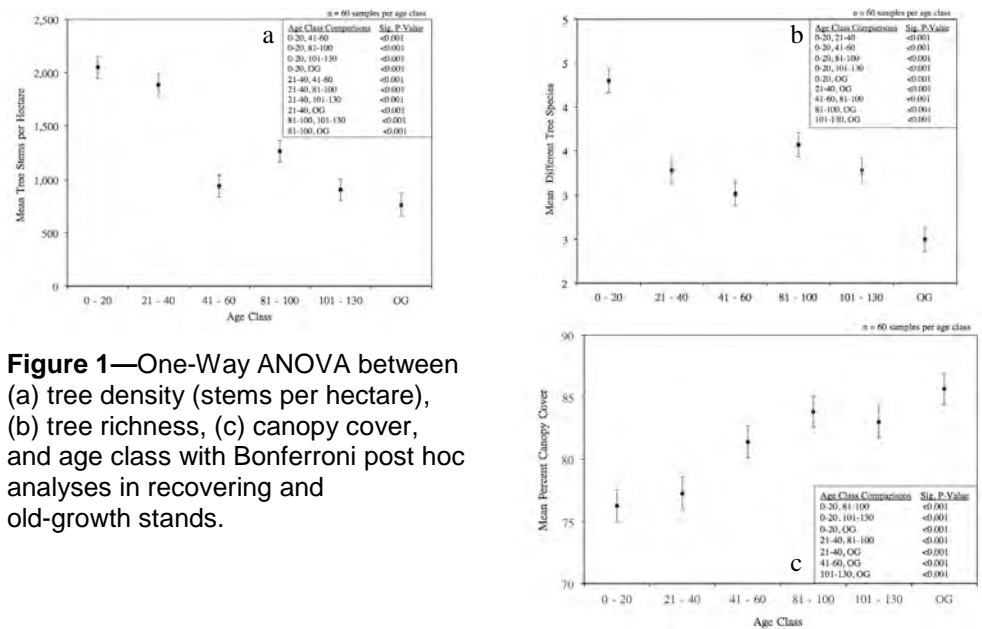 n = 60 samples per age class
2,500
2,000
1,500
1,000
500
0
Mean Tree Stems per Hectare
a
Age Class Comparisons Sig. P-Value
0-20, 41-60 <0.001
0-20, 81-100 <0.001
0-20, 101-130 <0.001
0-20, OG <0.001
21-40, 41-60 <0.001
21-40, 81-100 <0.001
21-40, 101-130 <0.001
21-40, OG <0.001
81-100, 101-130 <0.001
81-100, OG <0.001
0 - 20 21 - 40 41 - 60 81 - 100 101 - 130 OG
Age Class
n = 60 samples per age class
5
5
4
4
3
3
2
Mean Different Tree Species
b
Age Class Comparisons Sig. P-Value
0-20, 21-40 <0.001
0-20, 41-60 <0.001
0-20, 81-100 <0.001
0-20, 101-130 <0.001
0-20, OG <0.001
21-40, OG <0.001
41-60, 81-100 <0.001
81-100, OG <0.001
101-130, OG <0.001
0 - 20 21 - 40 41 - 60 81 - 100 101 - 130 OG
Figure 1—One-Way ANOVA between
(a) tree density (stems per hectare),
(b) tree richness, (c) canopy cover,
and age class with Bonferroni post hoc
analyses in recovering and
old-growth stands.
n = 60 samples per age class
90
85
80
75
70
Mean Percent Canopy Cover
Age Class Comparisons Sig. P-Value
0-20, 81-100 <0.001
0-20, 101-130 <0.001
0-20, OG <0.001
21-40, 81-100 <0.001
21-40, OG <0.001
41-60, OG <0.001
101-130, OG <0.001
c
0 - 20 21 - 40 41 - 60 81 - 100 101 - 130 OG
Age Class